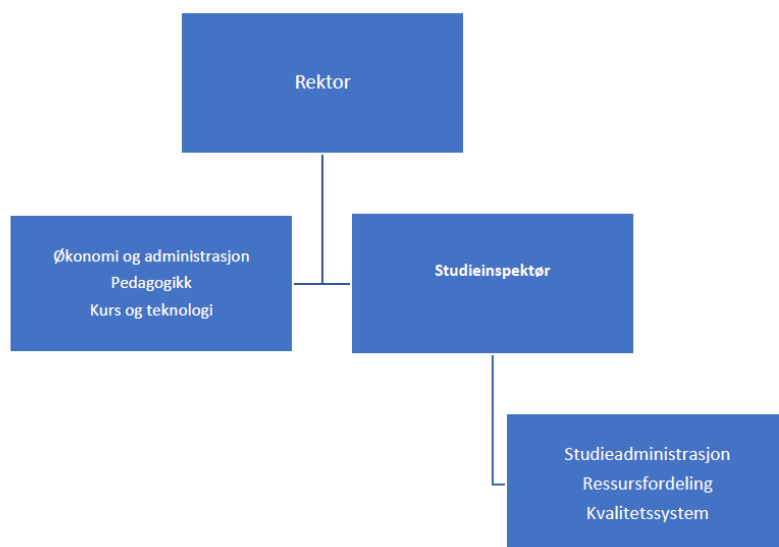 Rektor
Økonomi og administrasjon
Pedagogikk
Kurs og teknologi
Studieinspektør
Studieadministrasjon
Ressursfordeling
Kvalitetssystem